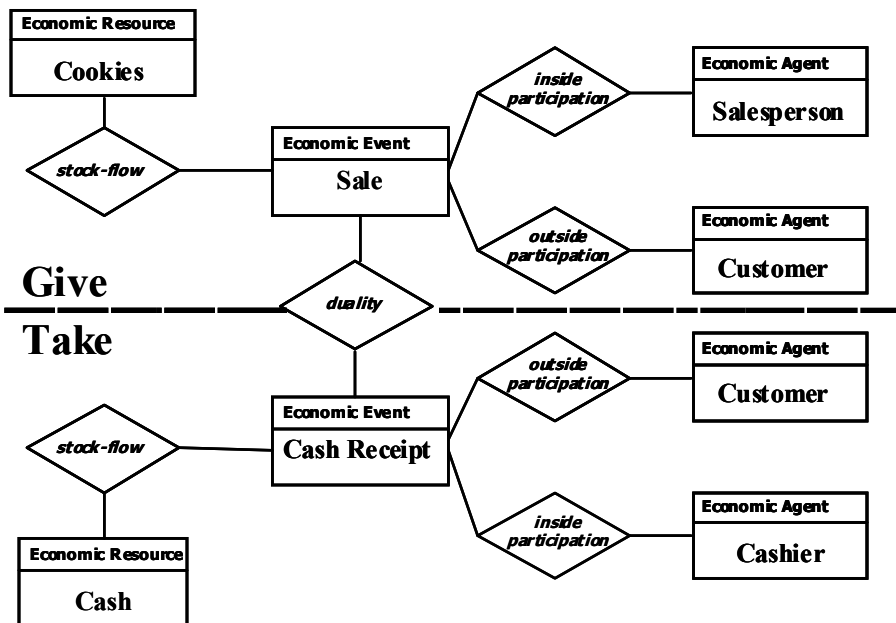 Economic Resource
Cookies
stock-flow
Economic Event
Sale
inside
participation
Economic Agent
Salesperson
outside
participation
Economic Agent
Customer
Give
duality
Take
outside
participation
Economic Agent
Customer
Economic Event
Cash Receipt
stock-flow
inside
participation
Economic Agent
Cashier
Economic Resource
Cash